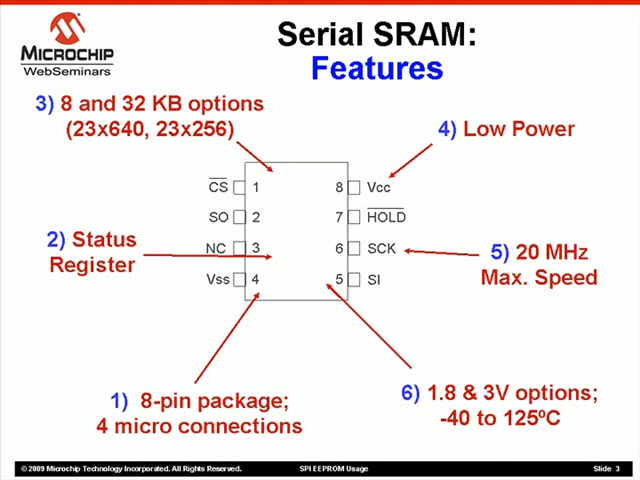 MICROCHIP
WebSeminars
Serial SRAM:
Features
3) 8 and 32 KB options
(23x640, 23x256)
4) Low Power
CS 1 8 Vcc
SO 2 7 HOLD
NC 3 6 SCK
Vss 4 5 SI
2) Status
Register
5) 20 MHz
Max. Speed
1) 8-pin package;
4 micro connections
6) 1.8 & 3V options;
-40 to 125ºC
© 2009 Microchip Technology Incorporated. All Rights Reserved. SPI EEPROM Usage Slide 3